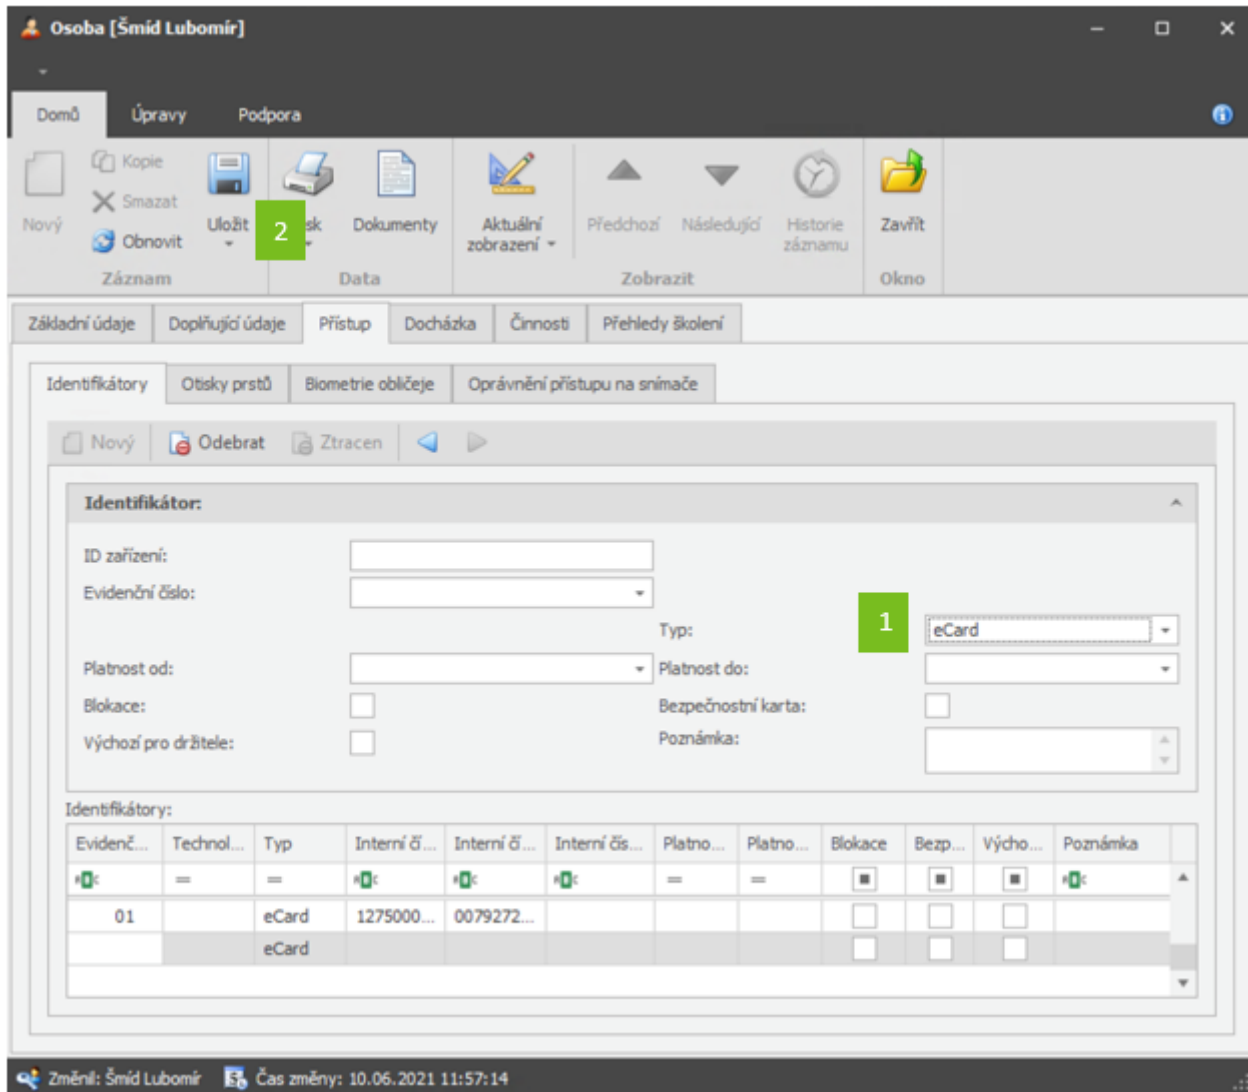 Osoba [Šmíd Lubomír]
Domů Úpravy Podpora
Nový
Kopie
Smazat
Obnovit
Uložit
2
Dokumenty
Aktuální
zobrazení
Předchozí
Následující
Historie
záznamu
Zavřít
Záznam Data Zobrazit Okno
Základní údaje Doplňující údaje Přístup Docházka Činnosti Přehledy školení
Identifikátory Otisky prstů Biometrie obličeje Oprávnění přístupu na snímače
Nový Odebrat Ztracen
Identifikátor:
ID zařízení:
Evidenční číslo:
Typ: 1 eCard
Platnost od: Platnost do:
Blokace: Bezpečnostní karta:
Výchozí pro držitele: Poznámka:
Identifikátory:
Evidenč... Technol... Typ Interní čí... Interní čí... Interní čís... Platno... Platno... Blokace Bezp... Výcho... Poznámka
01 eCard 1275000... 0079272...
eCard
Změnil: Šmíd Lubomír Čas změny: 10.06.2021 11:57:14